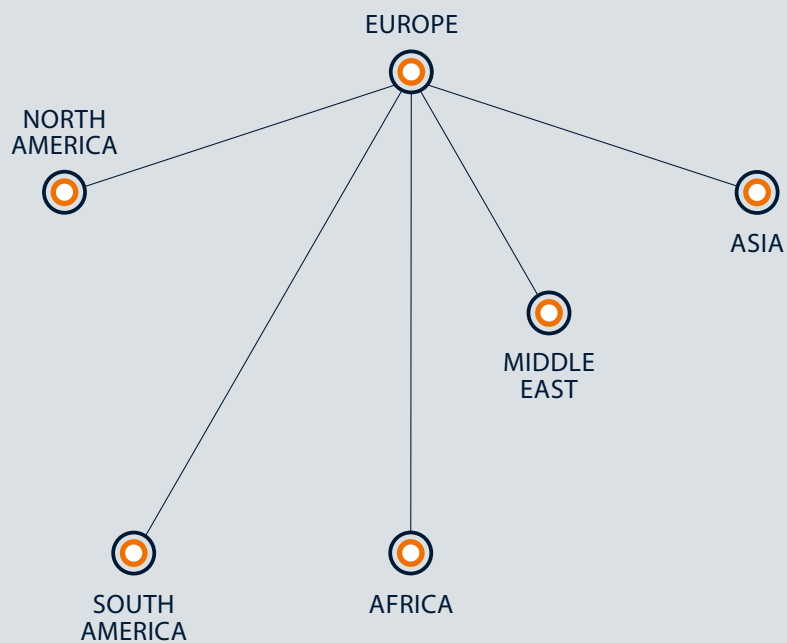 EUROPE
NORTH
AMERICA
ASIA
MIDDLE
EAST
SOUTH
AMERICA
AFRICA